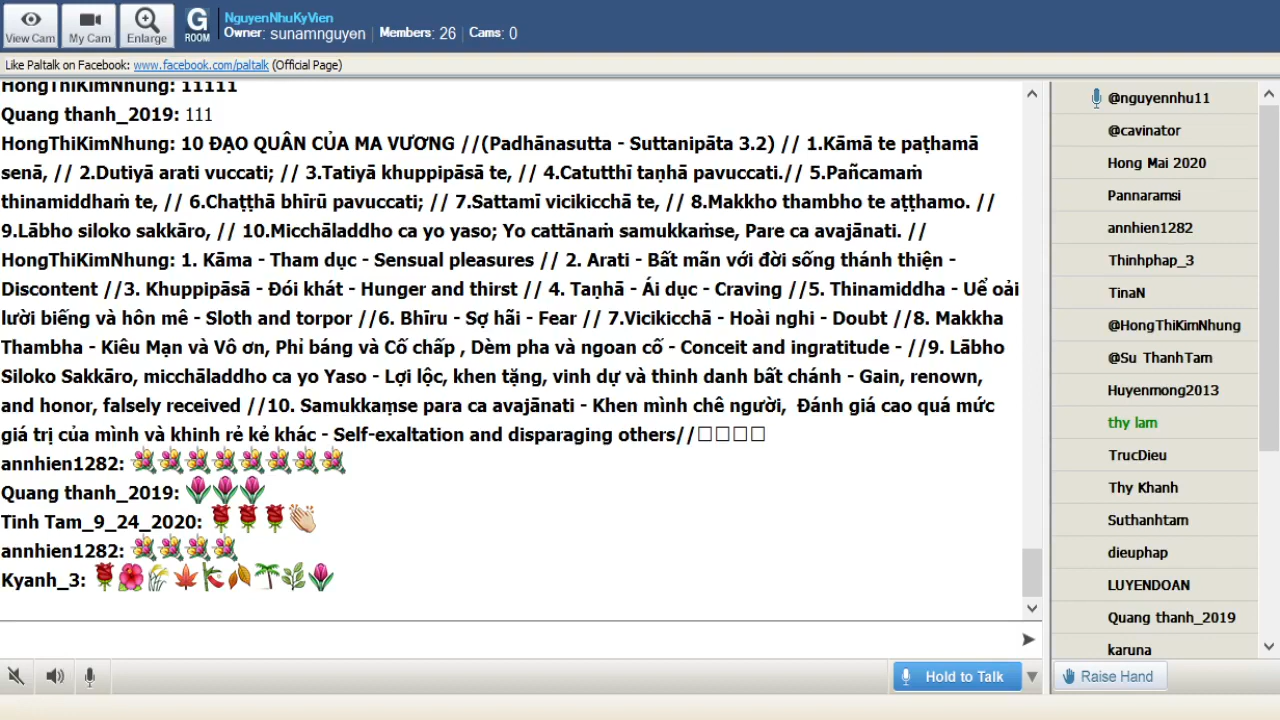 View Cam
My Cam
Enlarge
G
ROOM
NguyenNhuKyVien
Owner: sunamnguyen | Members: 26 | Cams: 0
Like Paltalk on Facebook: www.facebook.com/paltalk (Official Page)
HongThiKimNhung: 11111
Quang thanh_2019: 111
HongThiKimNhung: 10 ĐẠO QUÂN CỦA MA VƯƠNG //(Padhānasutta - Suttanipāta 3.2) // 1.Kāmā te paṭhamā
senā, // 2.Dutiyā arati vuccati; // 3.Tatiyā khuppipāsā te, // 4.Catutthī taṇhā pavuccati.// 5.Pañcamaṁ
thinamiddhaṁ te, // 6.Chaṭṭhā bhīrū pavuccati; // 7.Sattamī vicikicchā te, // 8.Makkho thambho te aṭṭhamo. //
9.Lābho siloko sakkāro, // 10.Micchāladdho ca yo yaso; Yo cattānaṁ samukkaṁse, Pare ca avajānati. //
HongThiKimNhung: 1. Kāma - Tham dục - Sensual pleasures // 2. Arati - Bất mãn với đời sống thánh thiện -
Discontent //3. Khuppipāsā - Đói khát - Hunger and thirst // 4. Taṇhā - Ái dục - Craving //5. Thinamiddha - Uể oải
lười biếng và hôn mê - Sloth and torpor //6. Bhīru - Sợ hãi - Fear // 7.Vicikicchā - Hoài nghi - Doubt //8. Makkha
Thambha - Kiêu Mạn và Vô ơn, Phỉ báng và Cố chấp , Dèm pha và ngoan cố - Conceit and ingratitude - //9. Lābho
Siloko Sakkāro, micchāladdho ca yo Yaso - Lợi lộc, khen tặng, vinh dự và thinh danh bất chánh - Gain, renown,
and honor, falsely received //10. Samukkaṃse para ca avajānati - Khen mình chê người,  Đánh giá cao quá mức
giá trị của mình và khinh rẻ kẻ khác - Self-exaltation and disparaging others//□□□□
annhien1282:
Quang thanh_2019:
Tinh Tam_9_24_2020:
annhien1282:
Kyanh_3:
Hold to Talk
@nguyennhu11
@cavinator
Hong Mai 2020
Pannaramsi
annhien1282
Thinhphap_3
TinaN
@HongThiKimNhung
@Su ThanhTam
Huyenmong2013
thy lam
TrucDieu
Thy Khanh
Suthanhtam
dieuphap
LUYENDOAN
Quang thanh_2019
karuna
Raise Hand